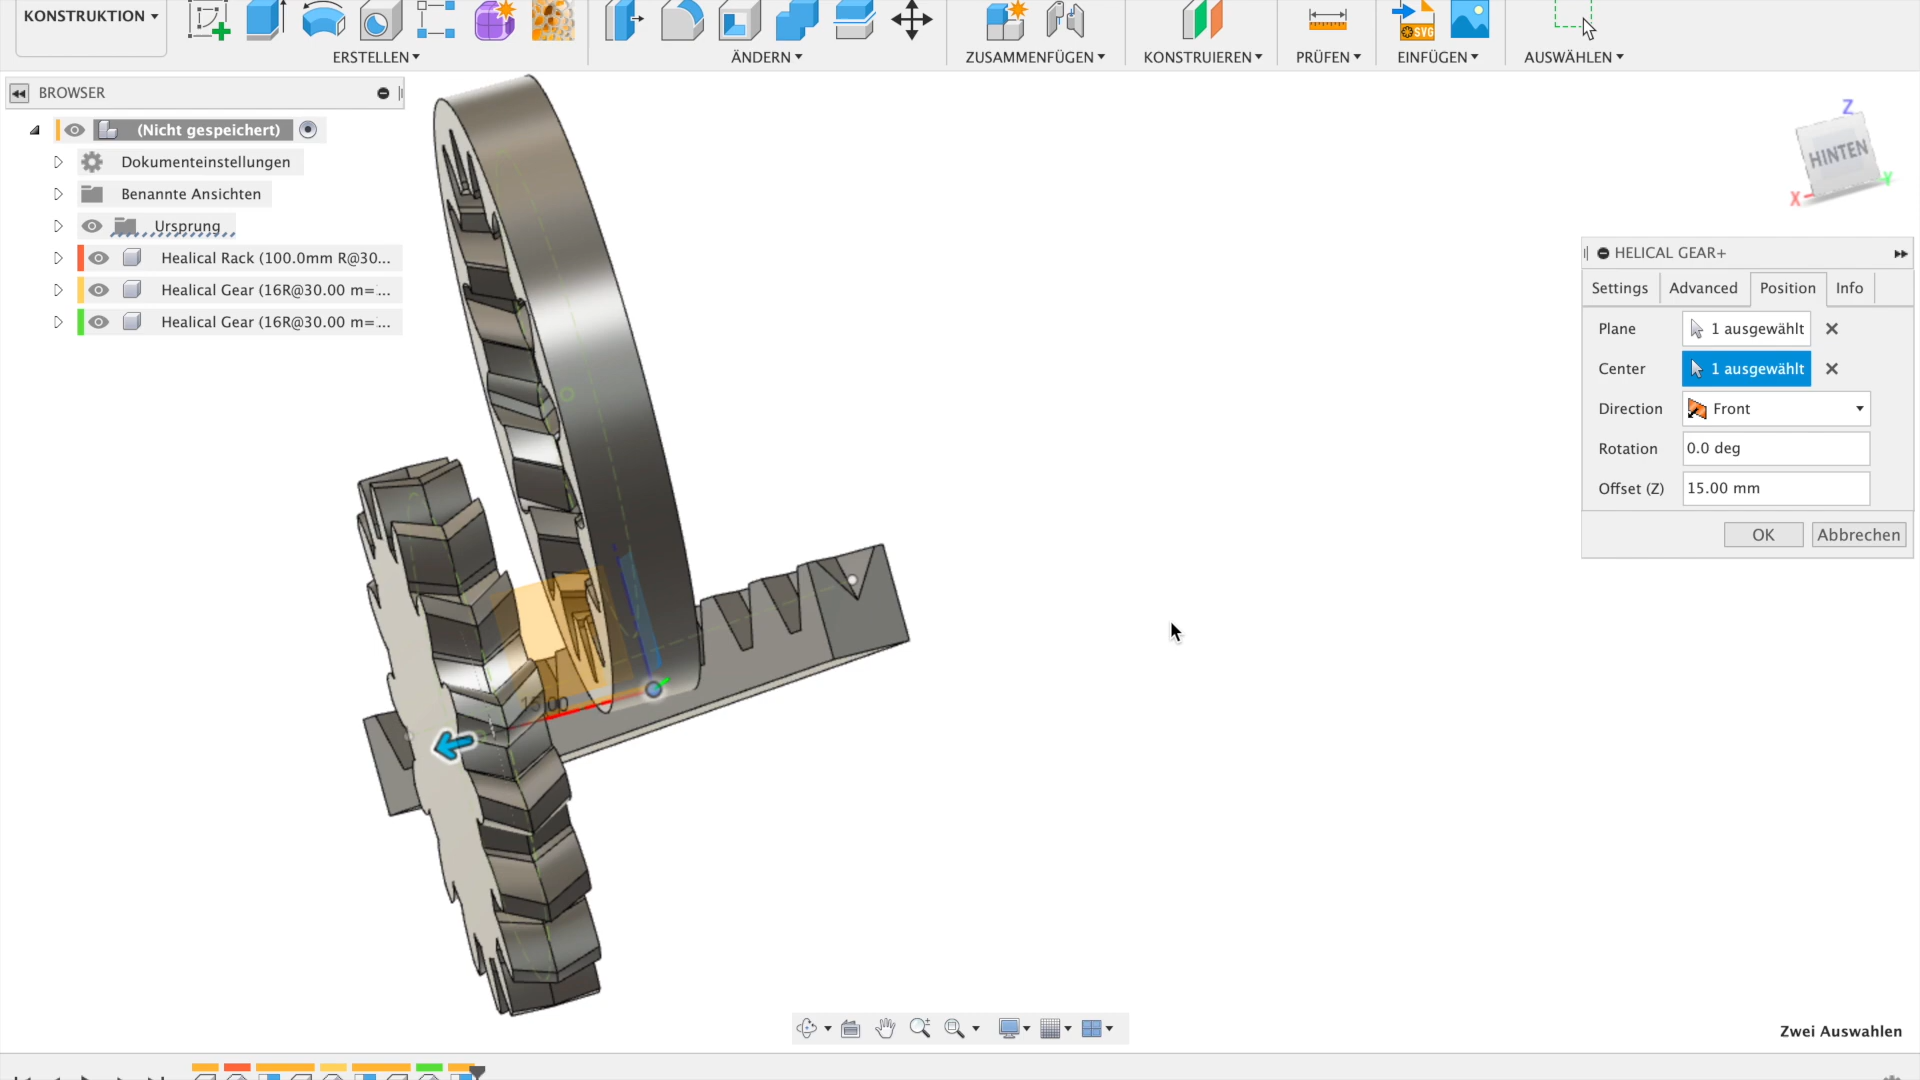 KONSTRUKTION
ERSTELLEN
ÄNDERN
ZUSAMMENFÜGEN
KONSTRUIEREN
PRÜFEN
EINFÜGEN
AUSWÄHLEN
SVG
BROWSER
(Nicht gespeichert)
Dokumenteinstellungen
Benannte Ansichten
Ursprung
Healical Rack (100.0mm R@30...
Healical Gear (16R@30.00 m=...
Healical Gear (16R@30.00 m=...
Z
HINTEN
X
Y
HELICAL GEAR+
Settings
Advanced
Position
Info
Plane
1 ausgewählt
Center
1 ausgewählt
Direction
Front
Rotation
0.0 deg
Offset (Z)
15.00 mm
OK
Abbrechen
15.00
Zwei Auswahlen